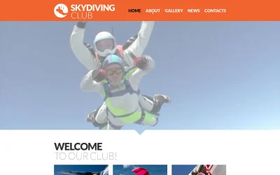 SKYDIVING
CLUB
HOME ABOUT GALLERY NEWS CONTACTS
WELCOME
TO OUR CLUB!